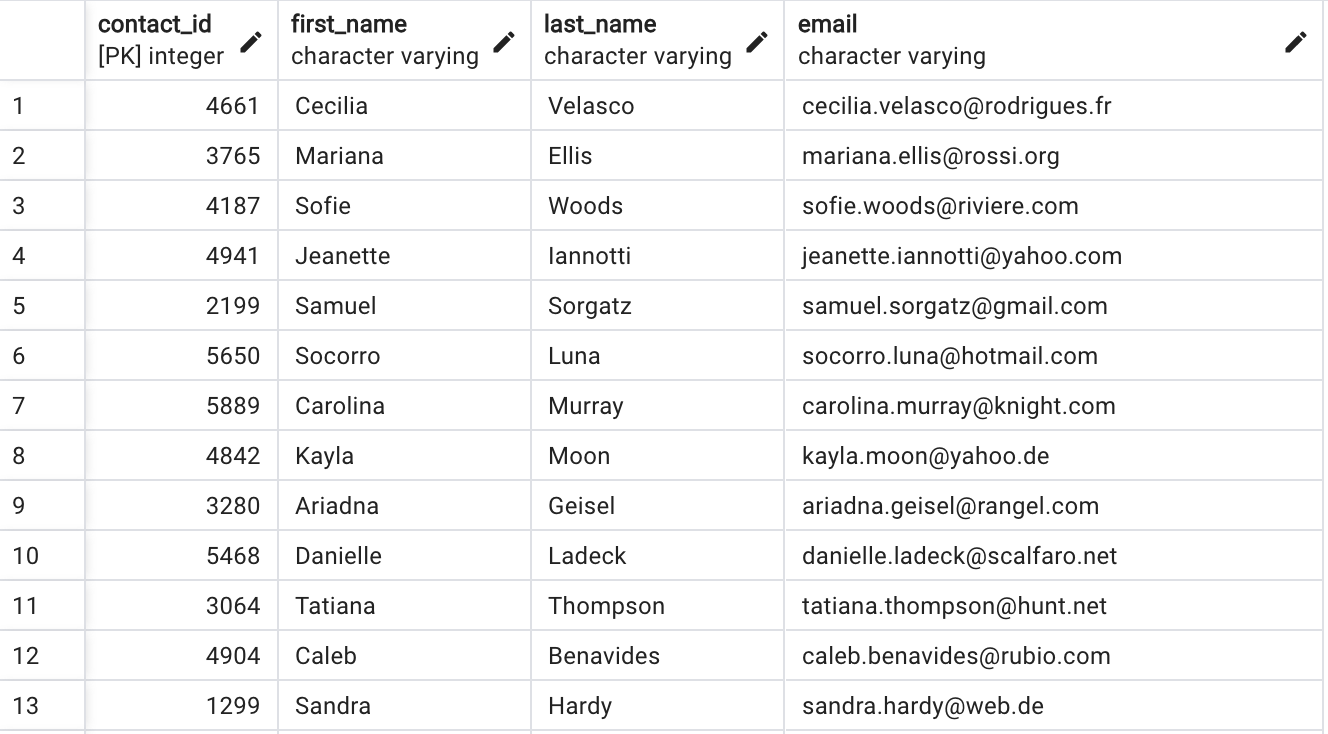 contact_id first_name last_name email
[PK] integer character varying character varying character varying
1 4661 Cecilia Velasco cecilia.velasco@rodrigues.fr
2 3765 Mariana Ellis mariana.ellis@rossi.org
3 4187 Sofie Woods sofie.woods@riviere.com
4 4941 Jeanette Iannotti jeanette.iannotti@yahoo.com
5 2199 Samuel Sorgatz samuel.sorgatz@gmail.com
6 5650 Socorro Luna socorro.luna@hotmail.com
7 5889 Carolina Murray carolina.murray@knight.com
8 4842 Kayla Moon kayla.moon@yahoo.de
9 3280 Ariadna Geisel ariadna.geisel@rangel.com
10 5468 Danielle Ladeck danielle.ladeck@scalfaro.net
11 3064 Tatiana Thompson tatiana.thompson@hunt.net
12 4904 Caleb Benavides caleb.benavides@rubio.com
13 1299 Sandra Hardy sandra.hardy@web.de